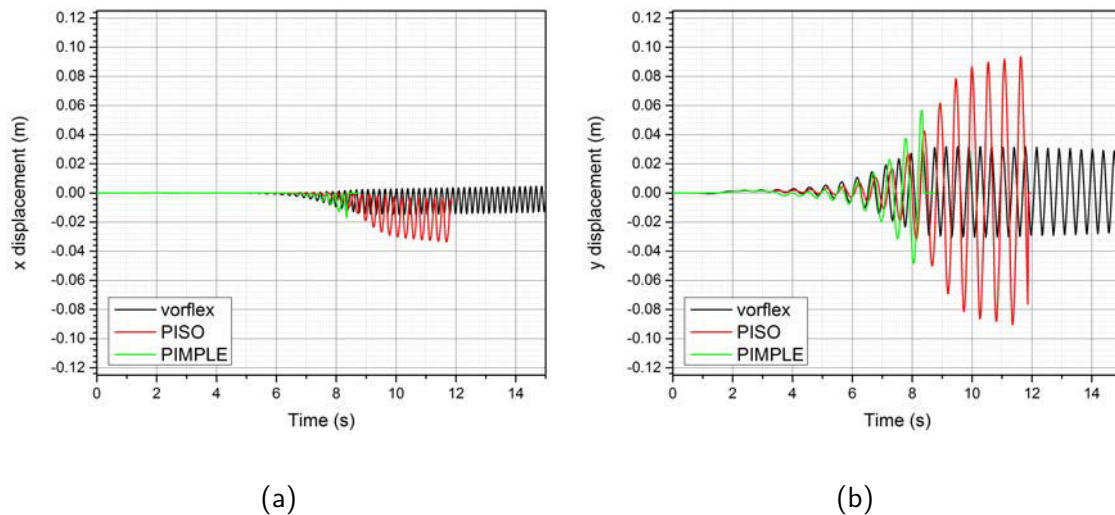 0.12
0.10
0.08
0.06
0.04
0.02
0.00
-0.02
-0.04
-0.06
-0.08
-0.10
-0.12
x displacement (m)
vorflex
PISO
PIMPLE
0 2 4 6 8 10 12 14
Time (s)
(a)
0.12
0.10
0.08
0.06
0.04
0.02
0.00
-0.02
-0.04
-0.06
-0.08
-0.10
-0.12
y displacement (m)
vorflex
PISO
PIMPLE
0 2 4 6 8 10 12 14
Time (s)
(b)